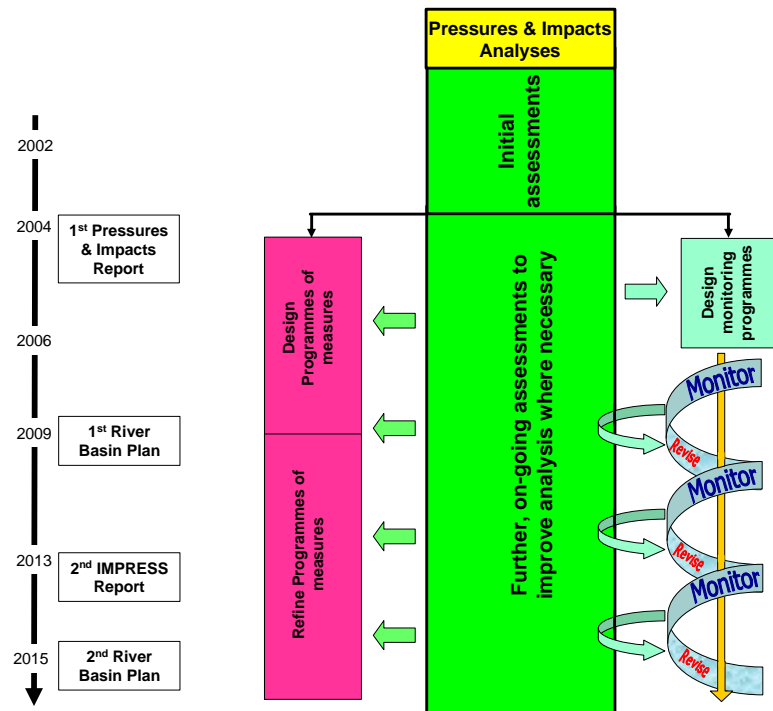 Pressures & Impacts
Analyses
Initial
assessments
2002
2004
1st Pressures
& Impacts
Report
2006
2009
1st River
Basin Plan
2013
2nd IMPRESS
Report
2015
2nd River
Basin Plan
Design
Programmes of
measures
Refine Programmes of
measures
Further, on-going assessments to
improve analysis where necessary
Design
monitoring
programmes
Monitor
Revise
Monitor
Revise
Monitor
Revise